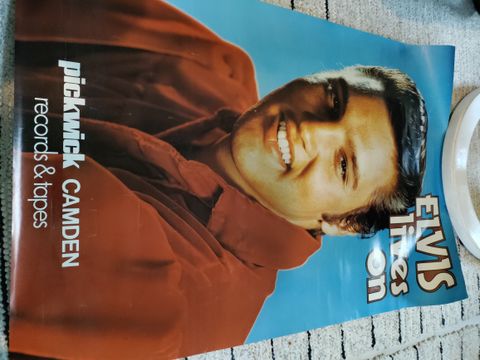 ELVIS
lives
on
pickwick CAMDEN
records & tapes